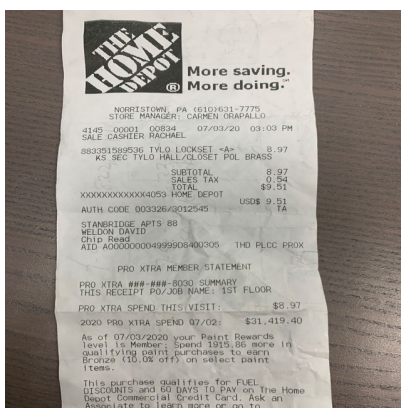 THE
HOME
DEPOT
®
More saving.
More doing.
NORRISTOWN, PA (610)631-7775
STORE MANAGER: CARMEN ORAPALLO
4145 00001 00834 07/03/20 03:03 PM
SALE CASHIER RACHAEL
883351589536 TYLO LOCKSET <A> 8.97
KS SEC TYLO HALL/CLOSET POL BRASS
SUBTOTAL 8.97
SALES TAX 0.54
TOTAL $9.51
XXXXXXXXXXXX4053 HOME DEPOT
USD$ 9.51
AUTH CODE 003326/3012545 TA
STANBRIDGE APTS 88
WELDON DAVID
Chip Read
AID A0000000049999D8400305 THD PLCC PROX
PRO XTRA MEMBER STATEMENT
PRO XTRA ###-###-8030 SUMMARY
THIS RECEIPT PO/JOB NAME: 1ST FLOOR
PRO XTRA SPEND THIS VISIT: $8.97
2020 PRO XTRA SPEND 07/02: $31,419.40
As of 07/03/2020 your Paint Rewards
level is Member; Spend 1915.86 more in
qualifying paint purchases to earn
Bronze (10.0% off) on select paint
items.
This purchase qualifies for FUEL
DISCOUNTS and 60 DAYS TO PAY on The Home
Depot Commercial Credit Card. Ask an
Associate to learn more or go to